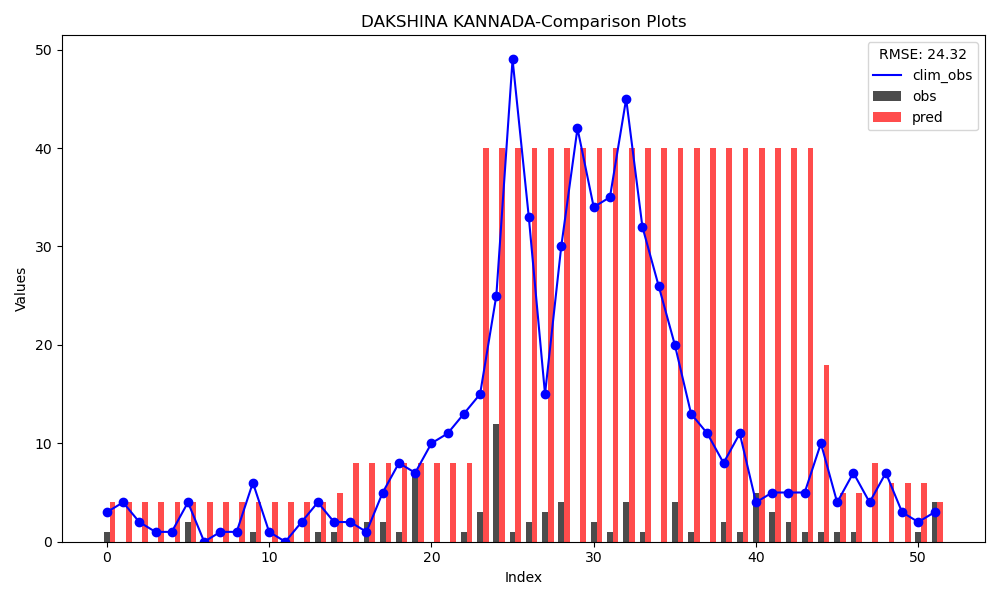 DAKSHINA KANNADA-Comparison Plots
RMSE: 24.32
clim_obs
obs
pred
Values
50
40
30
20
10
0
0 10 20 30 40 50
Index